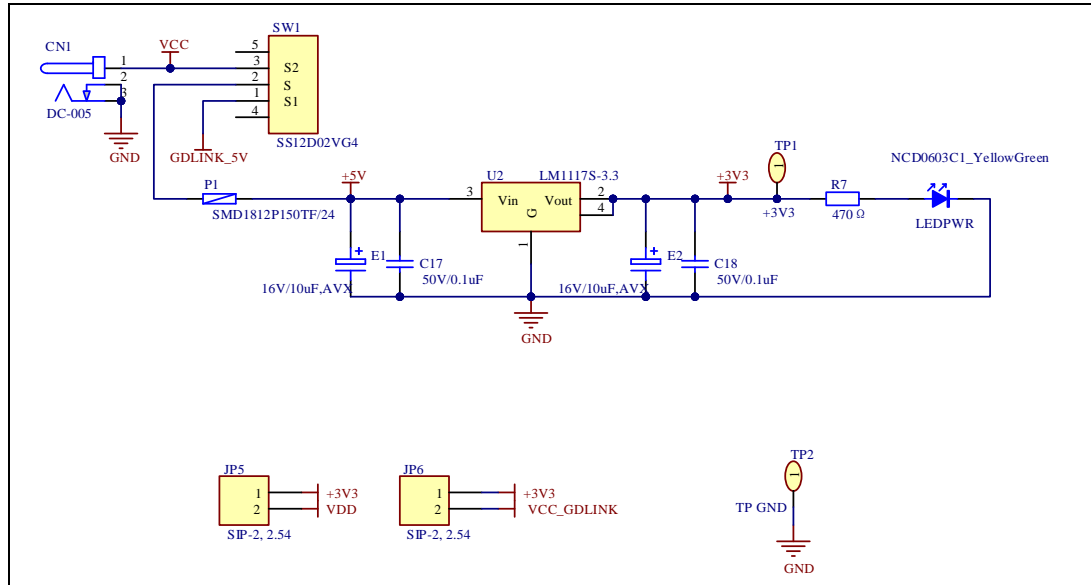 SW1
CN1
VCC
1
2
3
DC-005
GND
5
3 S2
2 S
1 S1
4
SS12D02VG4
GDLINK_5V
P1
SMD1812P150TF/24
+5V
U2
LM1117S-3.3
3 Vin
Vout 2
4
G
1
E1
16V/10uF,AVX
C17
50V/0.1uF
GND
E2
16V/10uF,AVX
C18
50V/0.1uF
+3V3
TP1
1
+3V3
R7
470 Ω
NCD0603C1_YellowGreen
LEDPWR
JP5
1 +3V3
2 VDD
SIP-2, 2.54
JP6
1 +3V3
2 VCC_GDLINK
SIP-2, 2.54
TP2
1
TP GND
GND